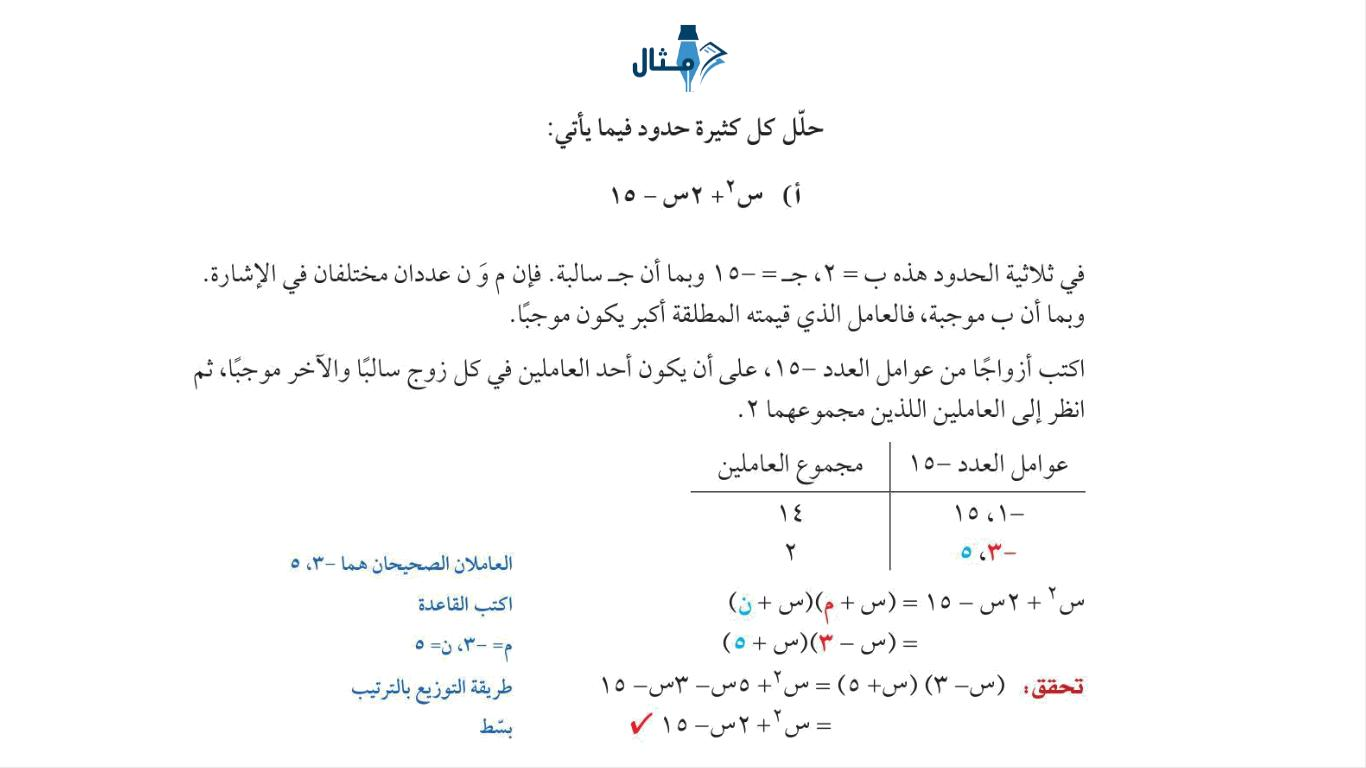 مثال
حلّل كل كثيرة حدود فيما يأتي:
أ) س٢ + ٢س – ١٥
في ثلاثية الحدود هذه ب = ٢، جـ = –١٥ وبما أن جـ سالبة. فإن م وَ ن عددان مختلفان في الإشارة.
وبما أن ب موجبة، فالعامل الذي قيمته المطلقة أكبر يكون موجبًا.
اكتب أزواجًا من عوامل العدد –١٥، على أن يكون أحد العاملين في كل زوج سالبًا والآخر موجبًا، ثم
انظر إلى العاملين اللذين مجموعهما ٢.
عوامل العدد –١٥ مجموع العاملين
–١، ١٥ ١٤
–٣، ٥ ٢
العاملان الصحيحان هما –٣، ٥
س٢ + ٢س – ١٥ = (س + م)(س + ن) اكتب القاعدة
= (س – ٣)(س + ٥) م= –٣، ن= ٥
تحقق: (س– ٣) (س+ ٥) = س٢+ ٥س– ٣س– ١٥ طريقة التوزيع بالترتيب
= س٢+ ٢س– ١٥ ✓ بسّط